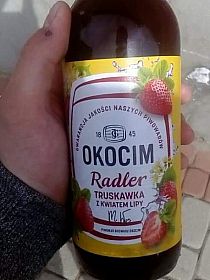 GWARANCJA JAKOŚCI NASZYCH PIWOWARÓW
18 45
OKOCIM
Radler
TRUSKAWKA
Z KWIATEM LIPY